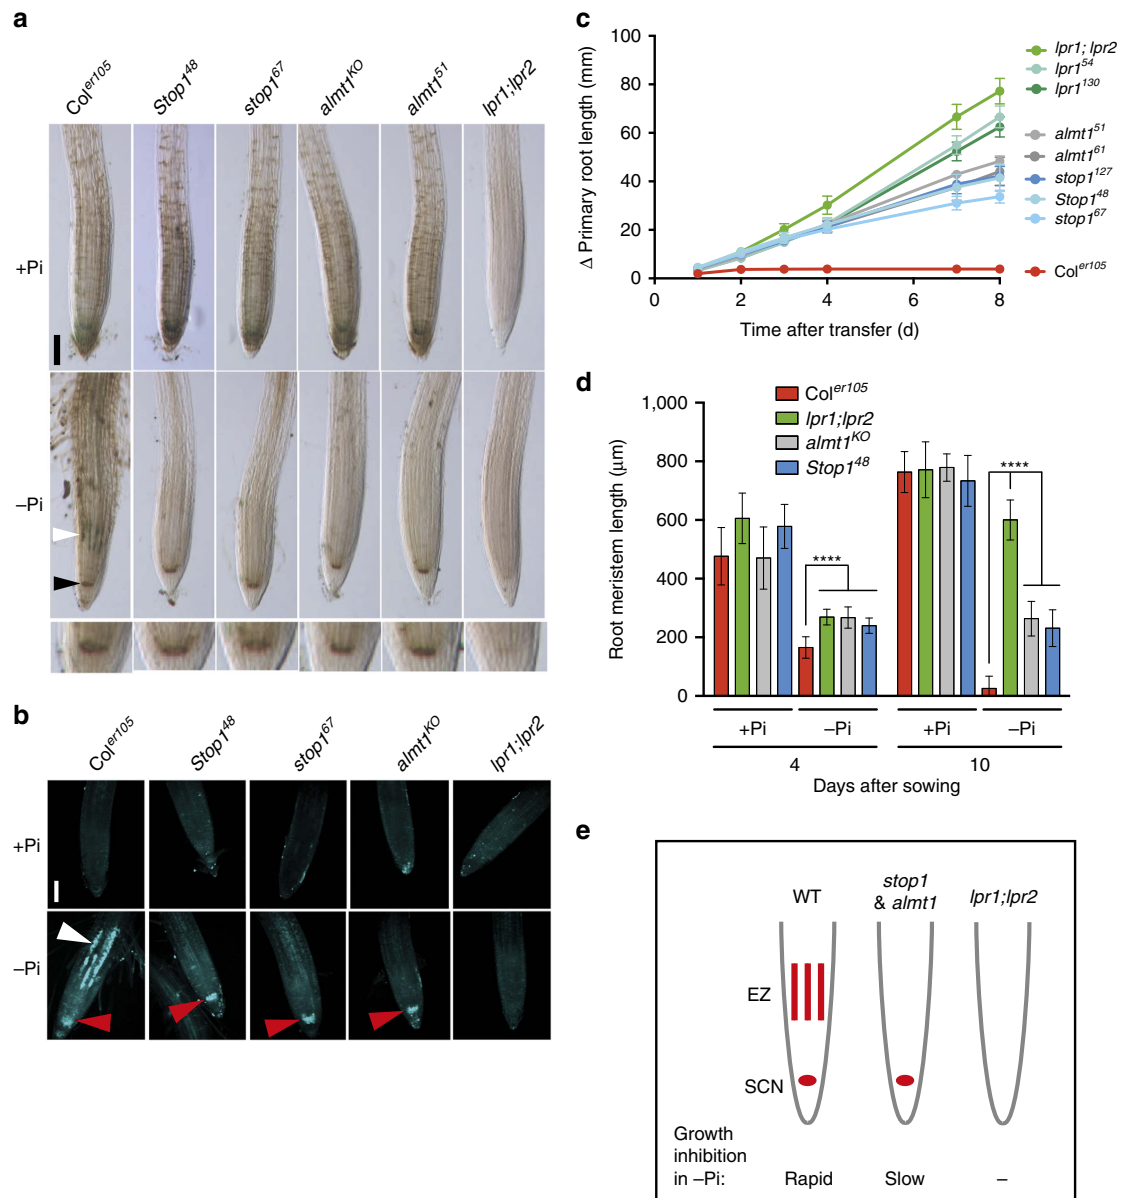 a
Col^er105
Stop1^48
stop1^67
almt1^KO
almt1^51
lpr1;lpr2
+Pi
–Pi
b
Col^er105
Stop1^48
stop1^67
almt1^KO
lpr1;lpr2
+Pi
–Pi
c
Δ Primary root length (mm)
100
80
60
40
20
0
0
2
4
6
8
Time after transfer (d)
lpr1; lpr2
lpr1^54
lpr1^130
almt1^51
almt1^61
stop1^127
Stop1^48
stop1^67
Col^er105
d
Root meristem length (μm)
1,000
800
600
400
200
0
Col^er105
lpr1;lpr2
almt1^KO
Stop1^48
****
****
+Pi
–Pi
+Pi
–Pi
4
10
Days after sowing
e
WT
stop1
& almt1
lpr1;lpr2
EZ
SCN
Growth
inhibition
in –Pi:
Rapid
Slow
–